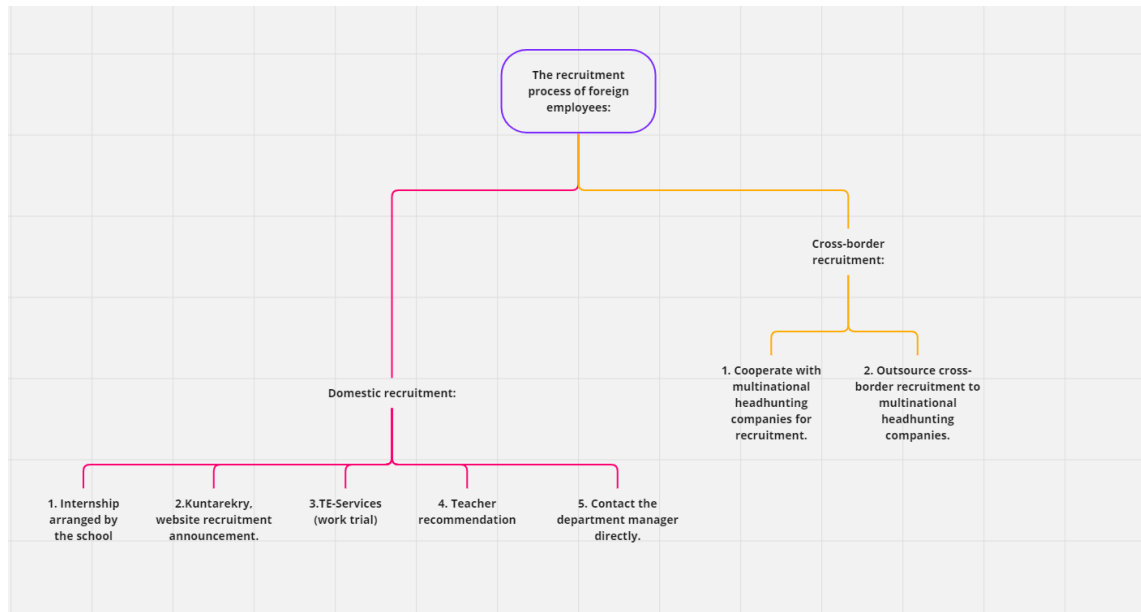 The recruitment
process of foreign
employees:
Cross-border
recruitment:
1. Cooperate with
multinational
headhunting
companies for
recruitment.
2. Outsource cross-
border recruitment to
multinational
headhunting
companies.
Domestic recruitment:
1. Internship
arranged by
the school
2.Kuntarekry,
website recruitment
announcement.
3.TE-Services
(work trial)
4. Teacher
recommendation
5. Contact the
department manager
directly.